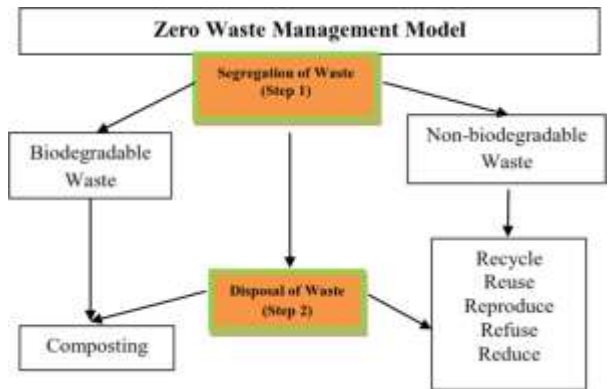 Zero Waste Management Model
Segregation of Waste
(Step 1)
Biodegradable
Waste
Non-biodegradable
Waste
Disposal of Waste
(Step 2)
Composting
Recycle
Reuse
Reproduce
Refuse
Reduce